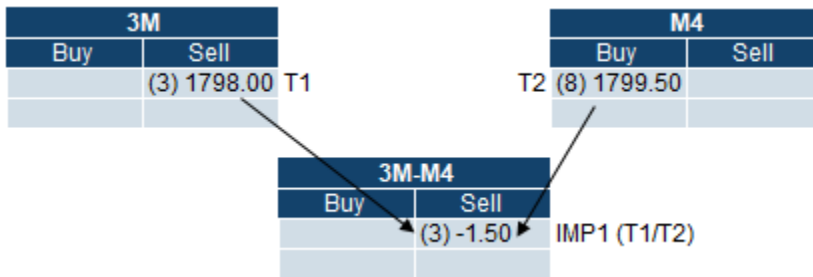 3M M4
Buy Sell Buy Sell
(3) 1798.00 T1 T2 (8) 1799.50
3M-M4
Buy Sell
(3) -1.50 IMP1 (T1/T2)